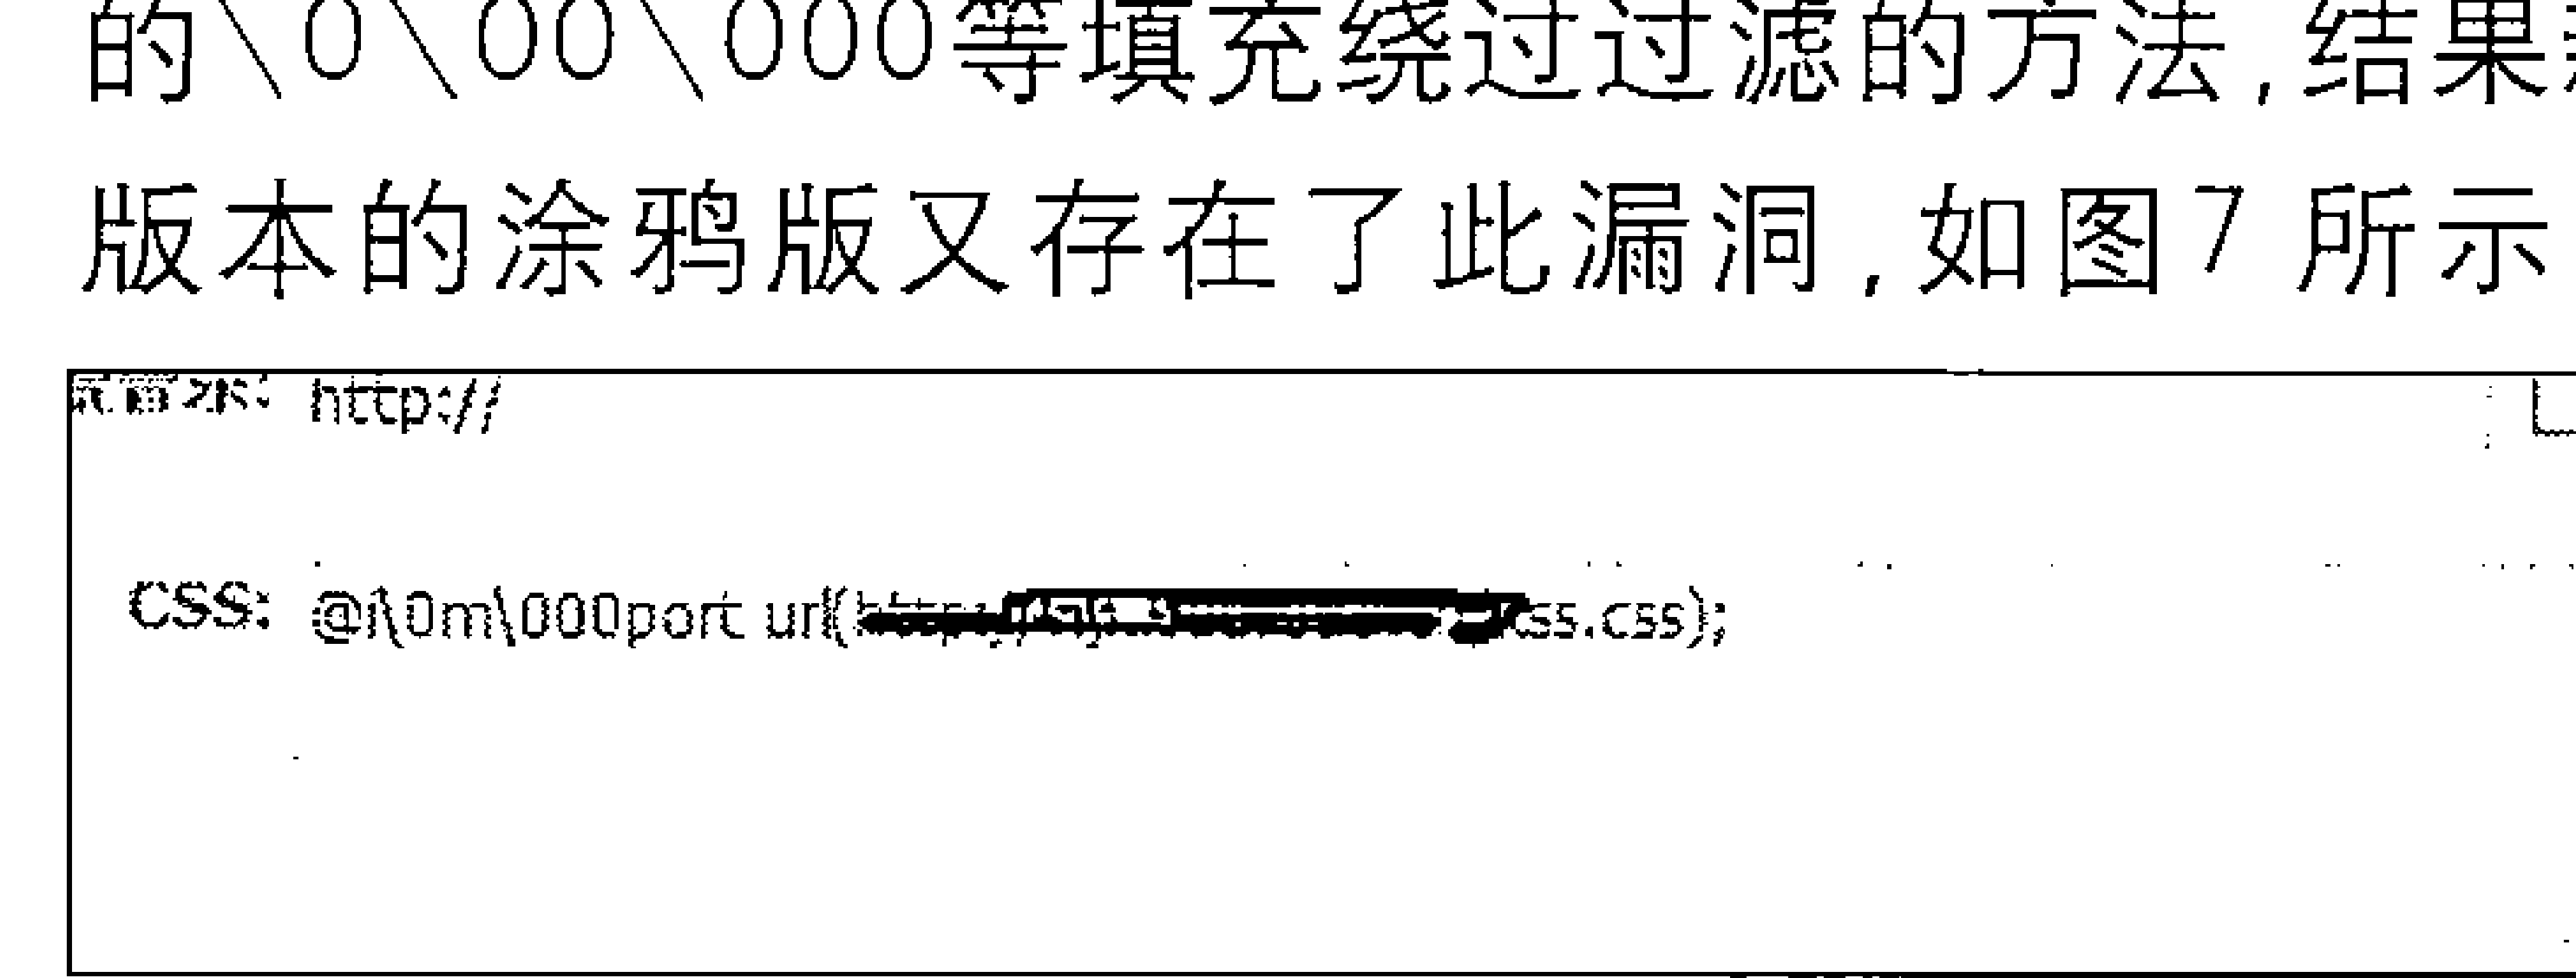 的\0\00\000等填充绕过过滤的方法,结果
版本的涂鸦版又存在了此漏洞,如图7所示
http://
css: @i\0m\000port url( css.css);